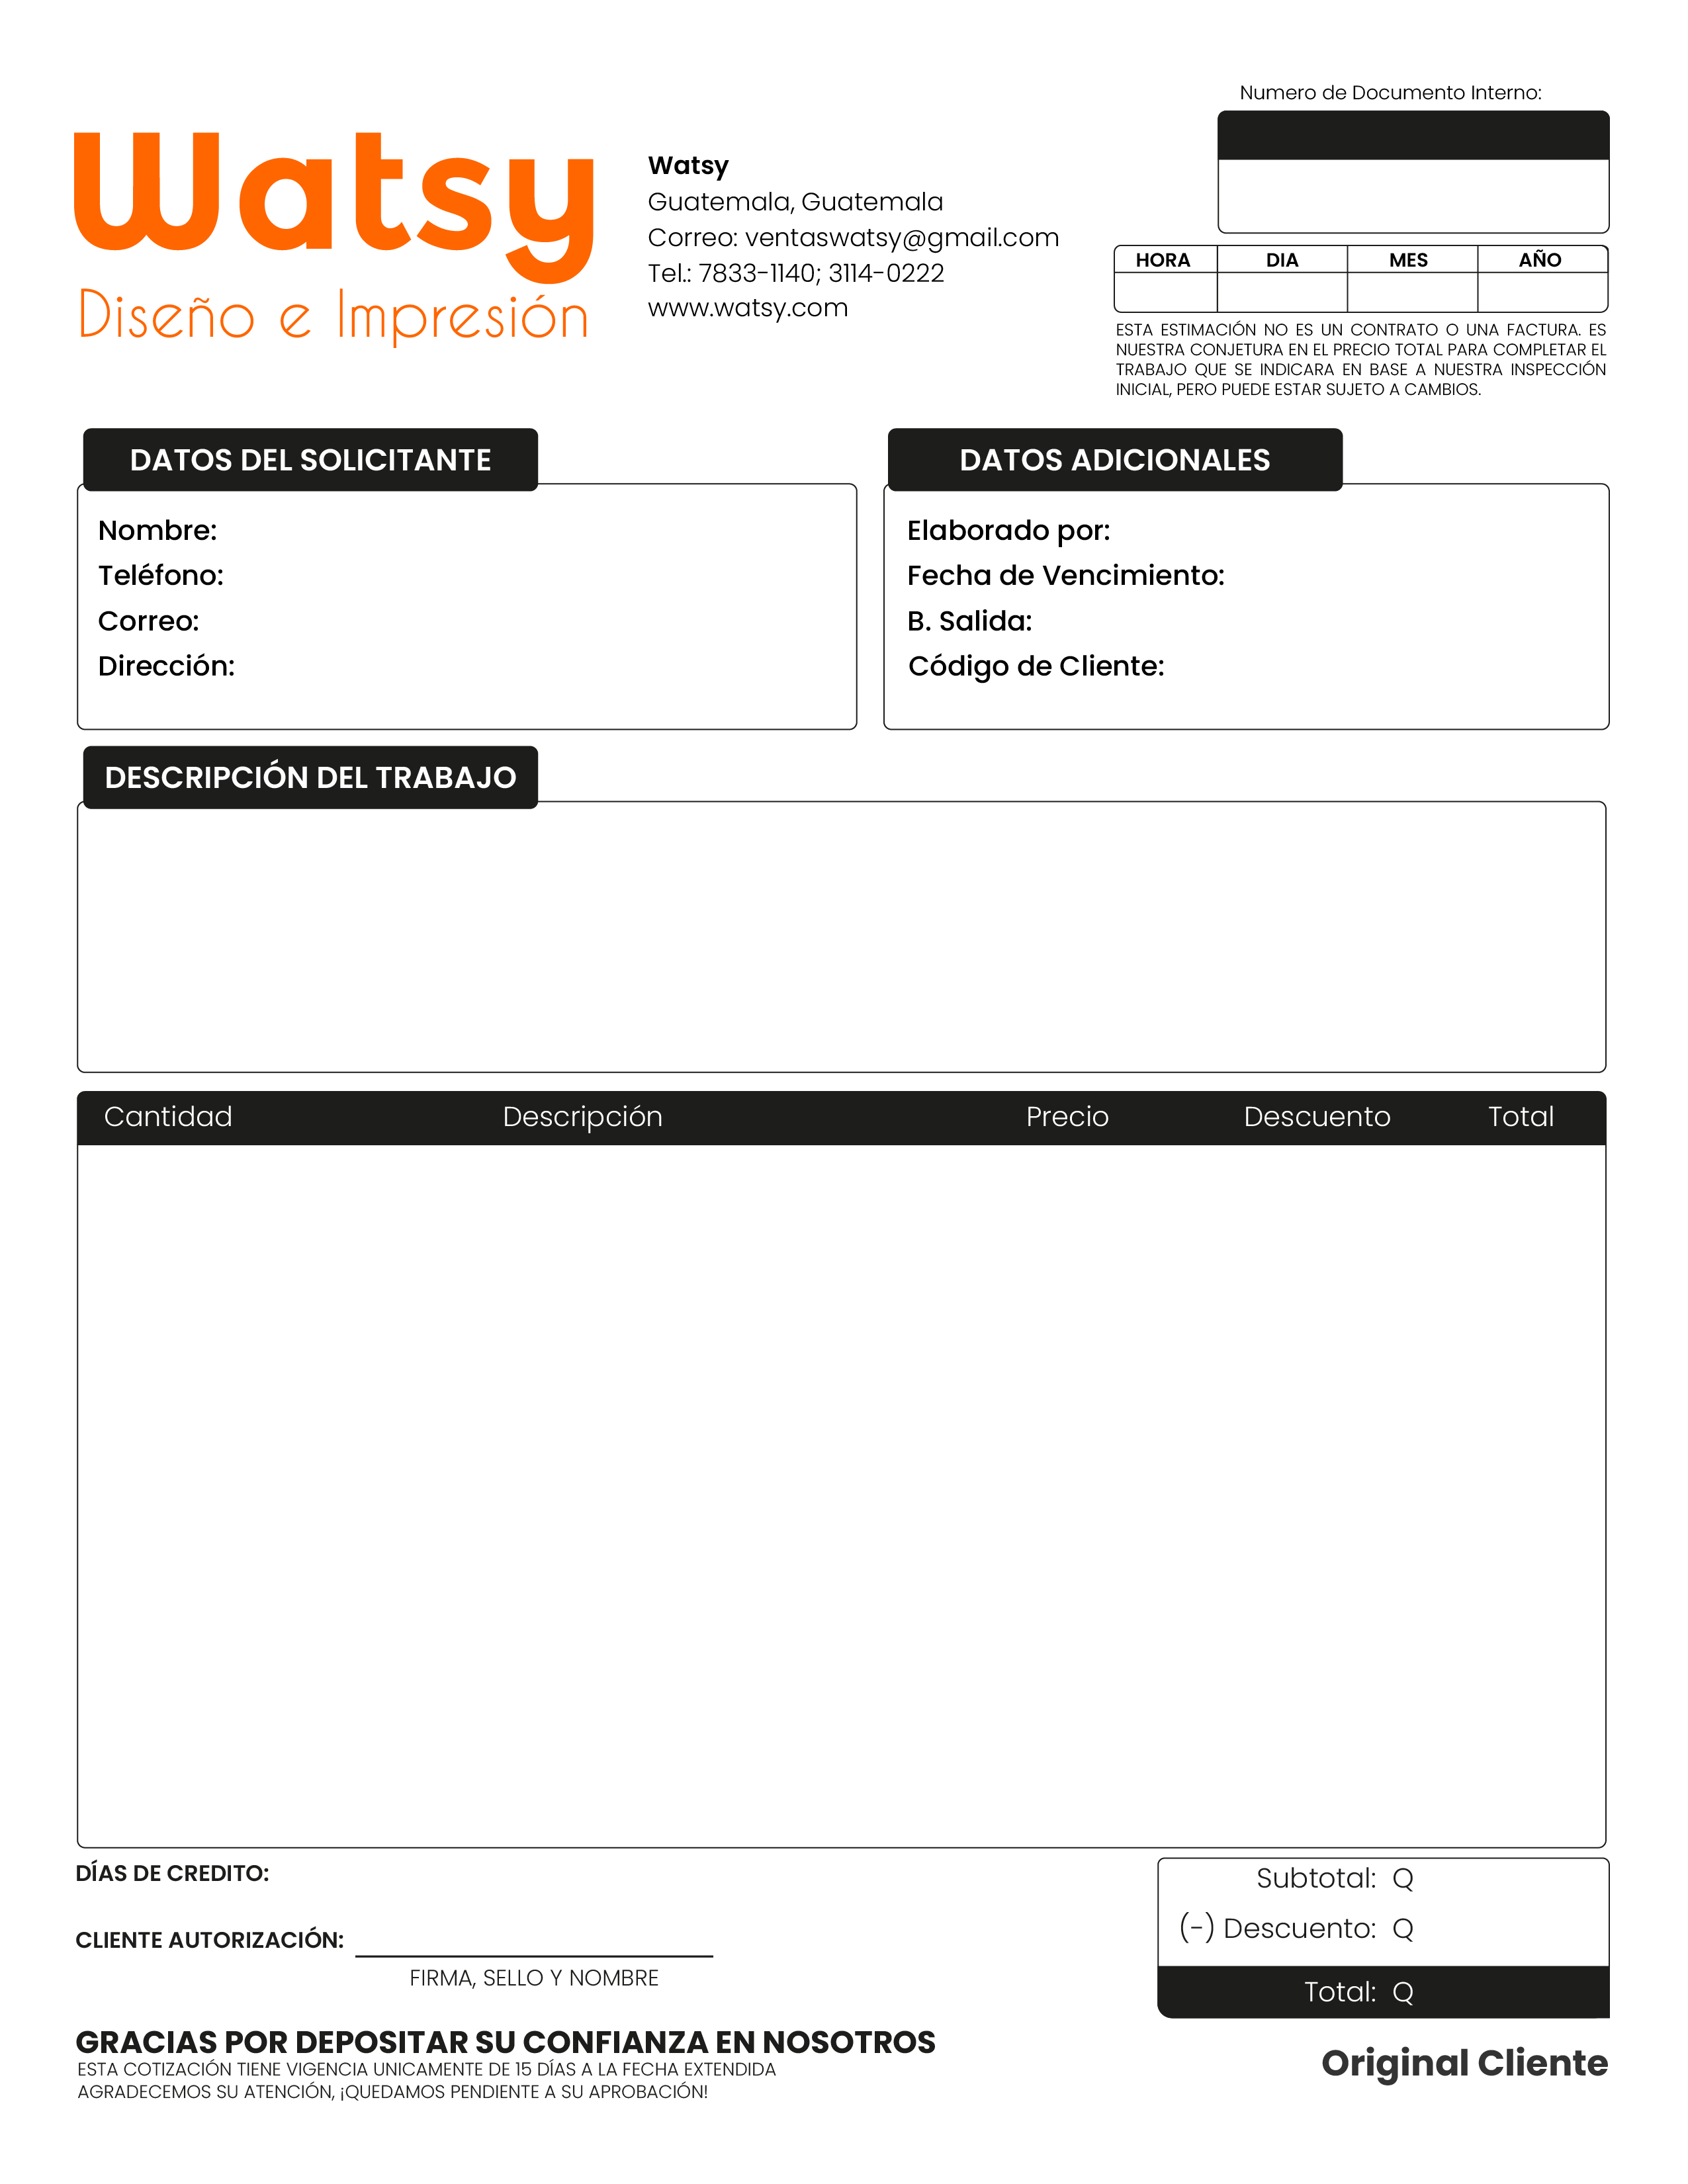 Watsy
Diseño e Impresión
Watsy
Guatemala, Guatemala
Correo: ventaswatsy@gmail.com
Tel.: 7833-1140; 3114-0222
www.watsy.com
Numero de Documento Interno:
HORA DIA MES AÑO
ESTA ESTIMACIÓN NO ES UN CONTRATO O UNA FACTURA. ES
NUESTRA CONJETURA EN EL PRECIO TOTAL PARA COMPLETAR EL
TRABAJO QUE SE INDICARA EN BASE A NUESTRA INSPECCIÓN
INICIAL, PERO PUEDE ESTAR SUJETO A CAMBIOS.
DATOS DEL SOLICITANTE
Nombre:
Teléfono:
Correo:
Dirección:
DATOS ADICIONALES
Elaborado por:
Fecha de Vencimiento:
B. Salida:
Código de Cliente:
DESCRIPCIÓN DEL TRABAJO
Cantidad Descripción Precio Descuento Total
DÍAS DE CREDITO:
CLIENTE AUTORIZACIÓN:
FIRMA, SELLO Y NOMBRE
Subtotal: Q
(-) Descuento: Q
Total: Q
GRACIAS POR DEPOSITAR SU CONFIANZA EN NOSOTROS
ESTA COTIZACIÓN TIENE VIGENCIA UNICAMENTE DE 15 DÍAS A LA FECHA EXTENDIDA
AGRADECEMOS SU ATENCIÓN, ¡QUEDAMOS PENDIENTE A SU APROBACIÓN!
Original Cliente